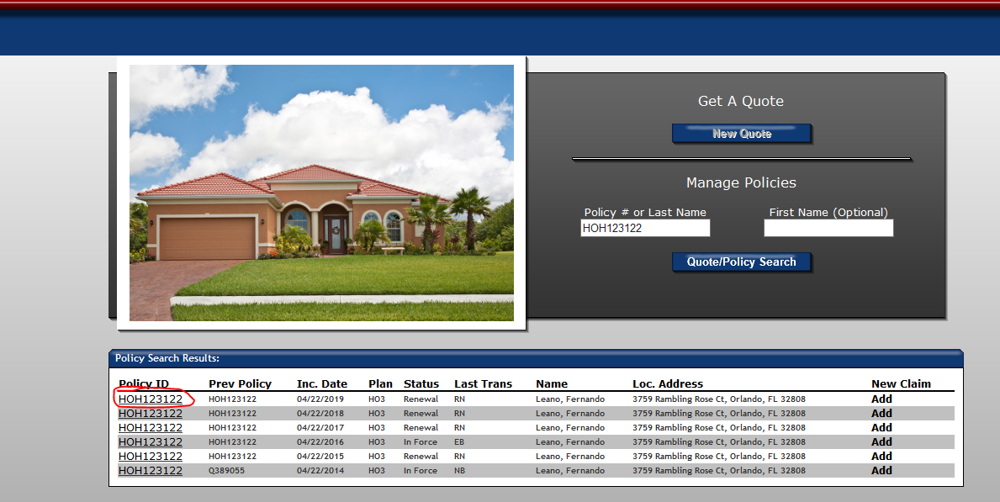 Get A Quote
New Quote
Manage Policies
Policy # or Last Name First Name (Optional)
HOH123122
Quote/Policy Search
Policy Search Results:
Policy ID Prev Policy Inc. Date Plan Status Last Trans Name Loc. Address New Claim
HOH123122 HOH123122 04/22/2019 HO3 Renewal RN Leano, Fernando 3759 Rambling Rose Ct, Orlando, FL 32808 Add
HOH123122 HOH123122 04/22/2018 HO3 Renewal RN Leano, Fernando 3759 Rambling Rose Ct, Orlando, FL 32808 Add
HOH123122 HOH123122 04/22/2017 HO3 Renewal RN Leano, Fernando 3759 Rambling Rose Ct, Orlando, FL 32808 Add
HOH123122 HOH123122 04/22/2016 HO3 In Force EB Leano, Fernando 3759 Rambling Rose Ct, Orlando, FL 32808 Add
HOH123122 HOH123122 04/22/2015 HO3 Renewal RN Leano, Fernando 3759 Rambling Rose Ct, Orlando, FL 32808 Add
HOH123122 Q389055 04/22/2014 HO3 In Force NB Leano, Fernando 3759 Rambling Rose Ct, Orlando, FL 32808 Add